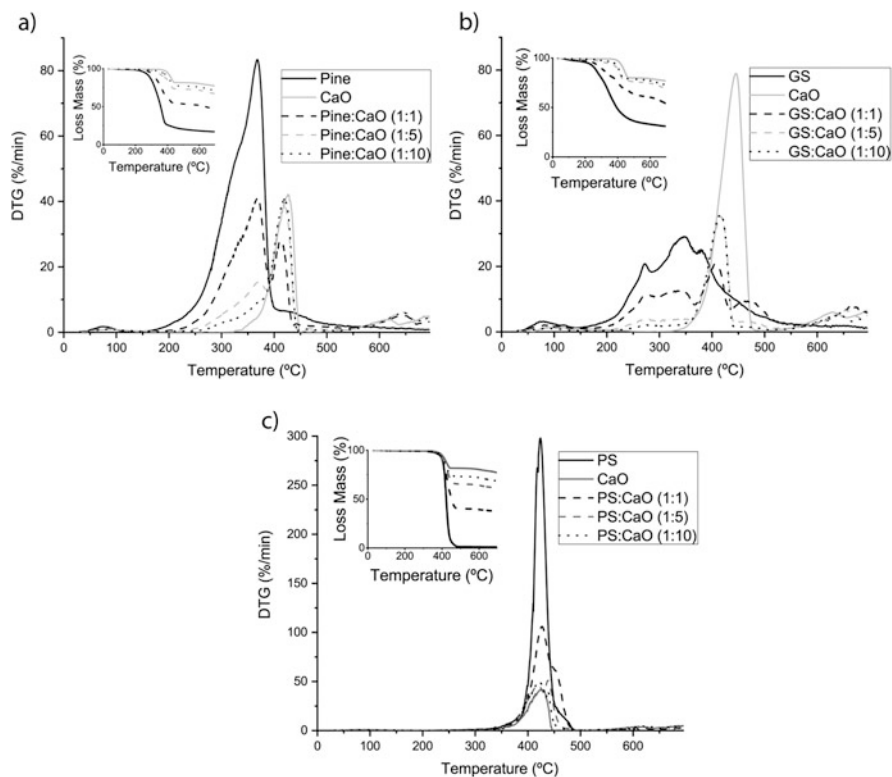 a)
DTG (%/min)
80
60
40
20
0
0 100 200 300 400 500 600
Temperature (ºC)
Loss Mass (%)
100
50
0
0 200 400 600
Temperature (ºC)
Pine
CaO
Pine:CaO (1:1)
Pine:CaO (1:5)
Pine:CaO (1:10)
b)
DTG (%/min)
80
60
40
20
0
0 100 200 300 400 500 600
Temperature (ºC)
Loss Mass (%)
100
50
0
0 200 400 600
Temperature (ºC)
GS
CaO
GS:CaO (1:1)
GS:CaO (1:5)
GS:CaO (1:10)
c)
DTG (%/min)
300
250
200
150
100
50
0
0 100 200 300 400 500 600
Temperature (ºC)
Loss Mass (%)
100
50
0
0 200 400 600
Temperature (ºC)
PS
CaO
PS:CaO (1:1)
PS:CaO (1:5)
PS:CaO (1:10)